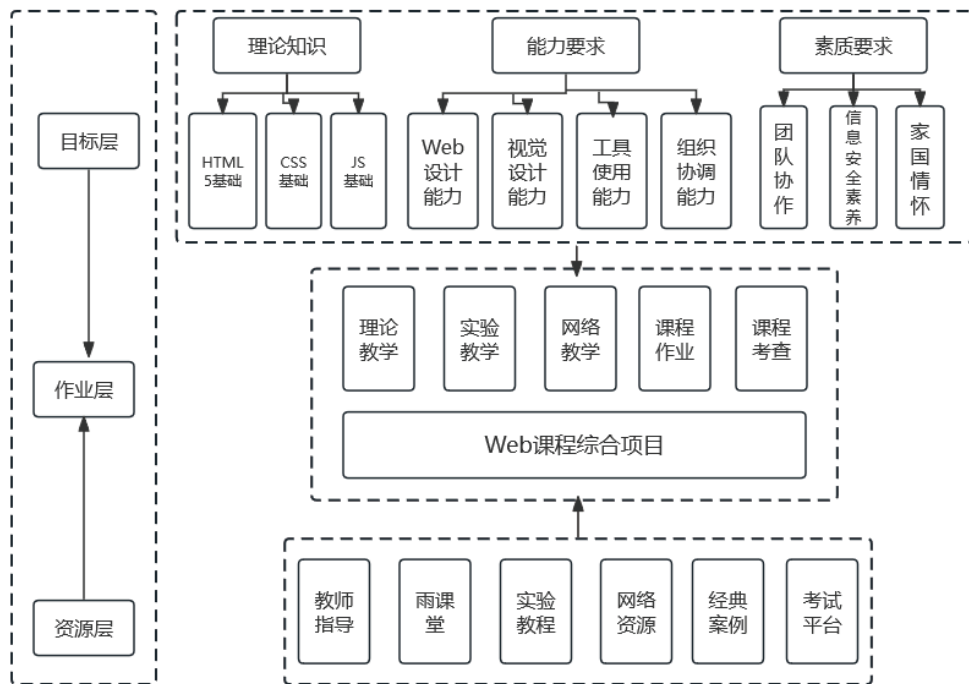 理论知识
能力要求
素质要求
目标层
HTML
5基础
CSS
基础
JS
基础
Web
设计
能力
视觉
设计
能力
工具
使用
能力
组织
协调
能力
团
队
协
作
信
息
安
全
素
养
家
国
情
怀
作业层
理论
教学
实验
教学
网络
教学
课程
作业
课程
考查
Web课程综合项目
资源层
教师
指导
雨课
堂
实验
教程
网络
资源
经典
案例
考试
平台